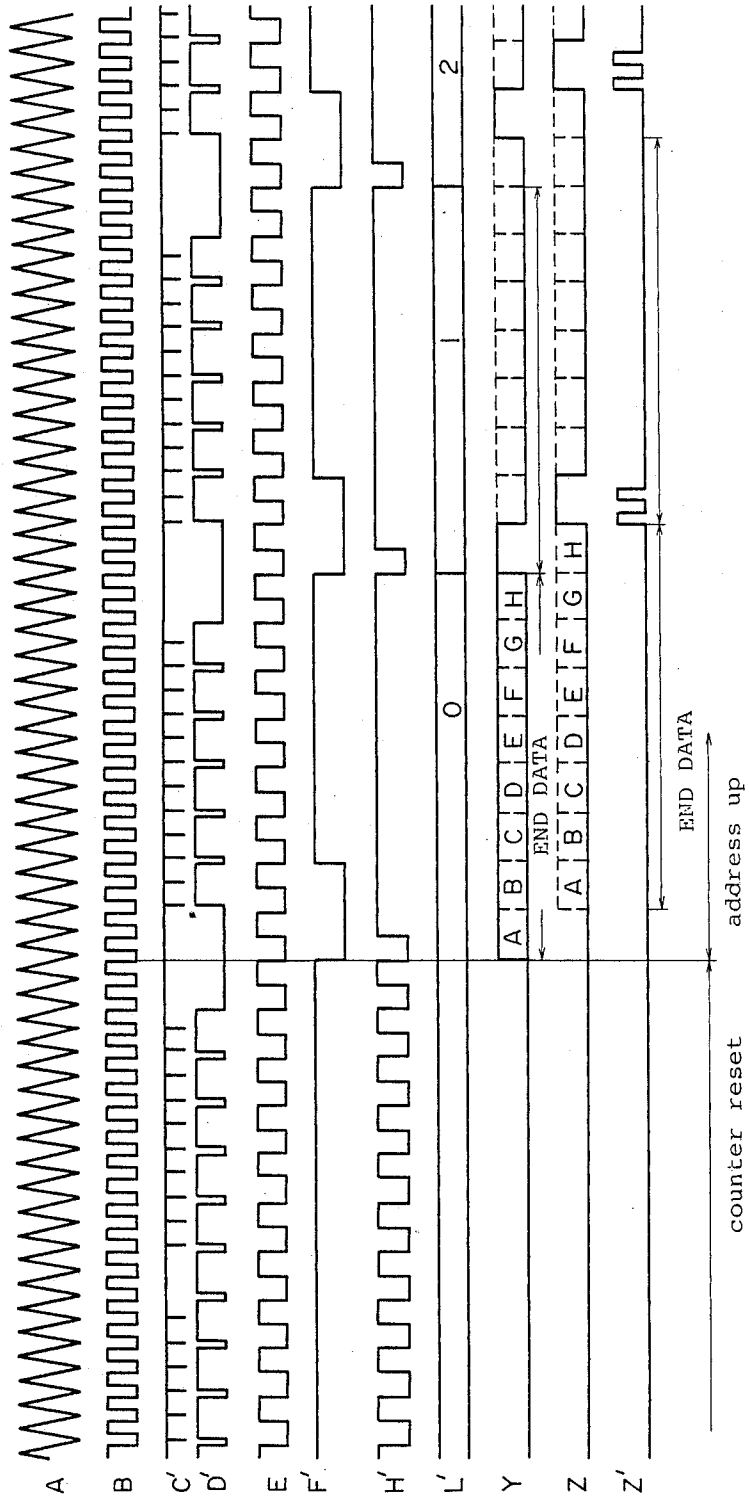 A
B
C'
D'
E
F'
H'
L' 0 1 2
Y A B C D E F G H
END DATA
Z A B C D E F G H
Z'
END DATA
counter reset address up